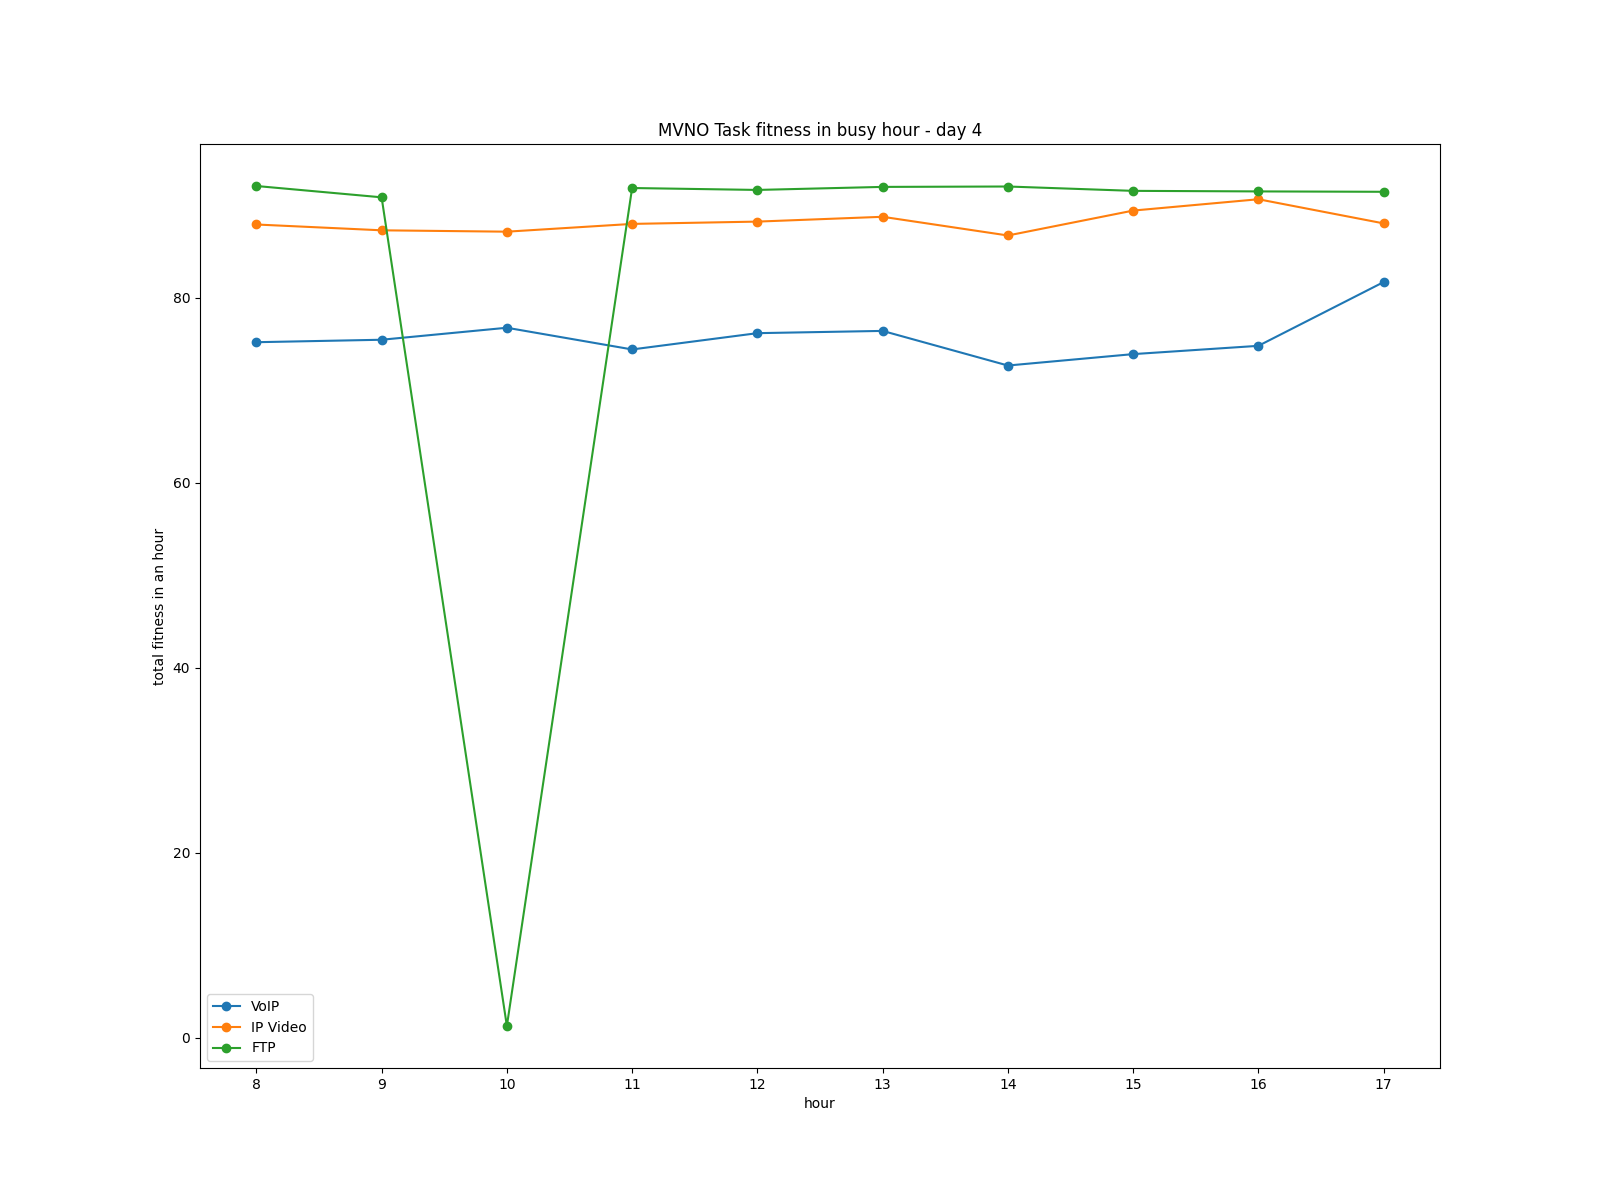 MVNO Task fitness in busy hour - day 4
total fitness in an hour
80
60
40
20
0
VoIP
IP Video
FTP
8 9 10 11 12 13 14 15 16 17
hour